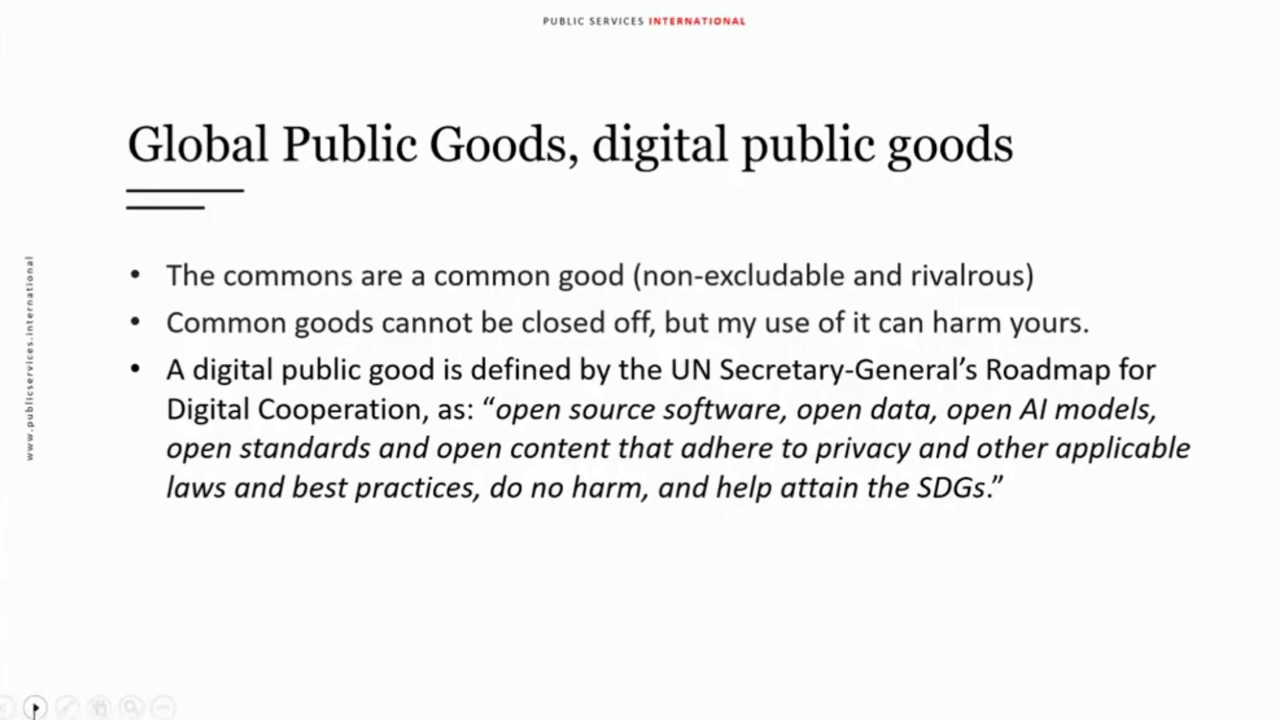 PUBLIC SERVICES INTERNATIONAL
Global Public Goods, digital public goods
www.publicservices.international
• The commons are a common good (non-excludable and rivalrous)
• Common goods cannot be closed off, but my use of it can harm yours.
• A digital public good is defined by the UN Secretary-General’s Roadmap for
Digital Cooperation, as: “open source software, open data, open AI models,
open standards and open content that adhere to privacy and other applicable
laws and best practices, do no harm, and help attain the SDGs.”